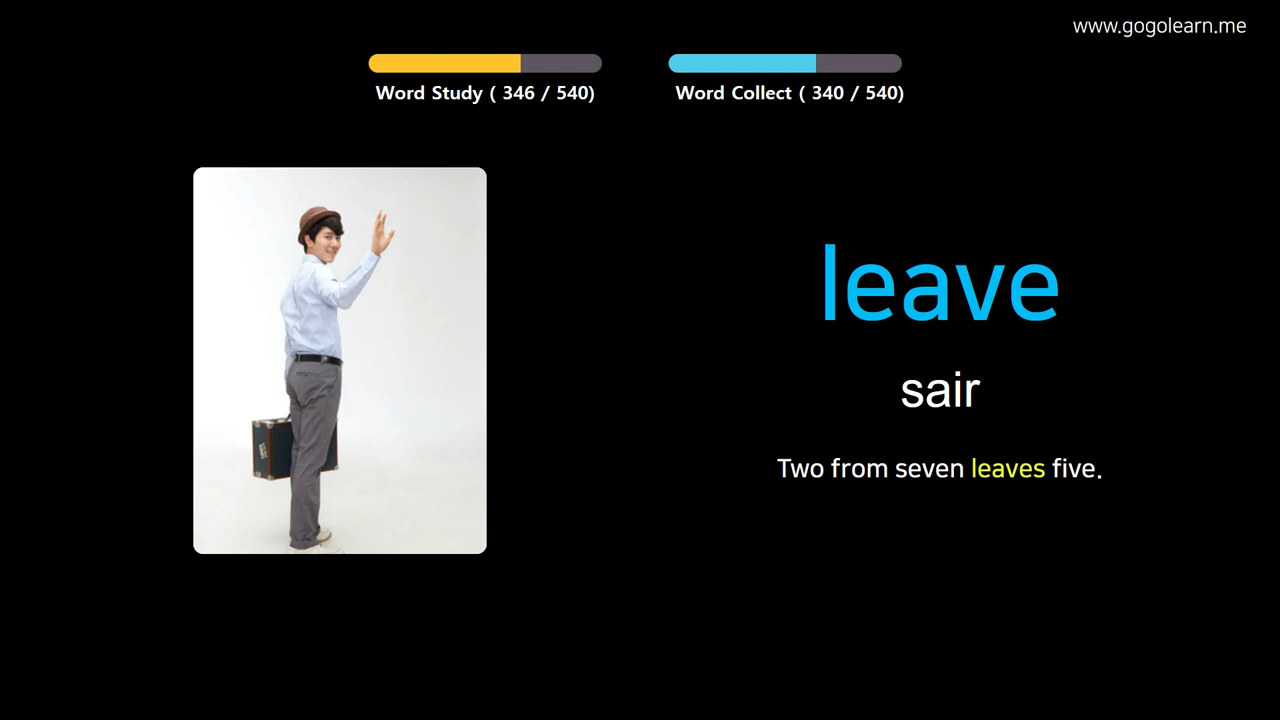 www.gogolearn.me
Word Study ( 346 / 540)
Word Collect ( 340 / 540)
leave
sair
Two from seven leaves five.